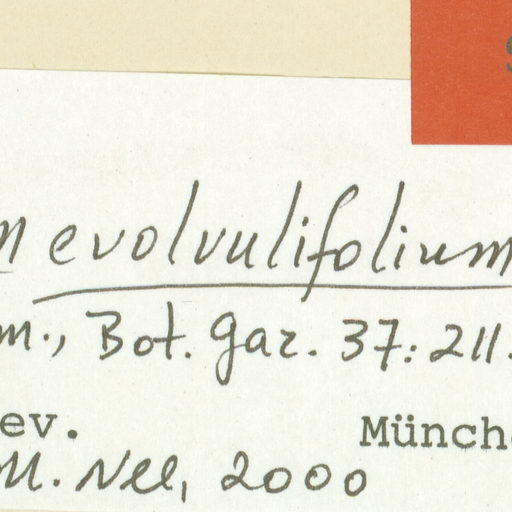 m evolvulifolium
m., Bot. Gaz. 37: 211.
ev. Münch
M. Nee, 2000